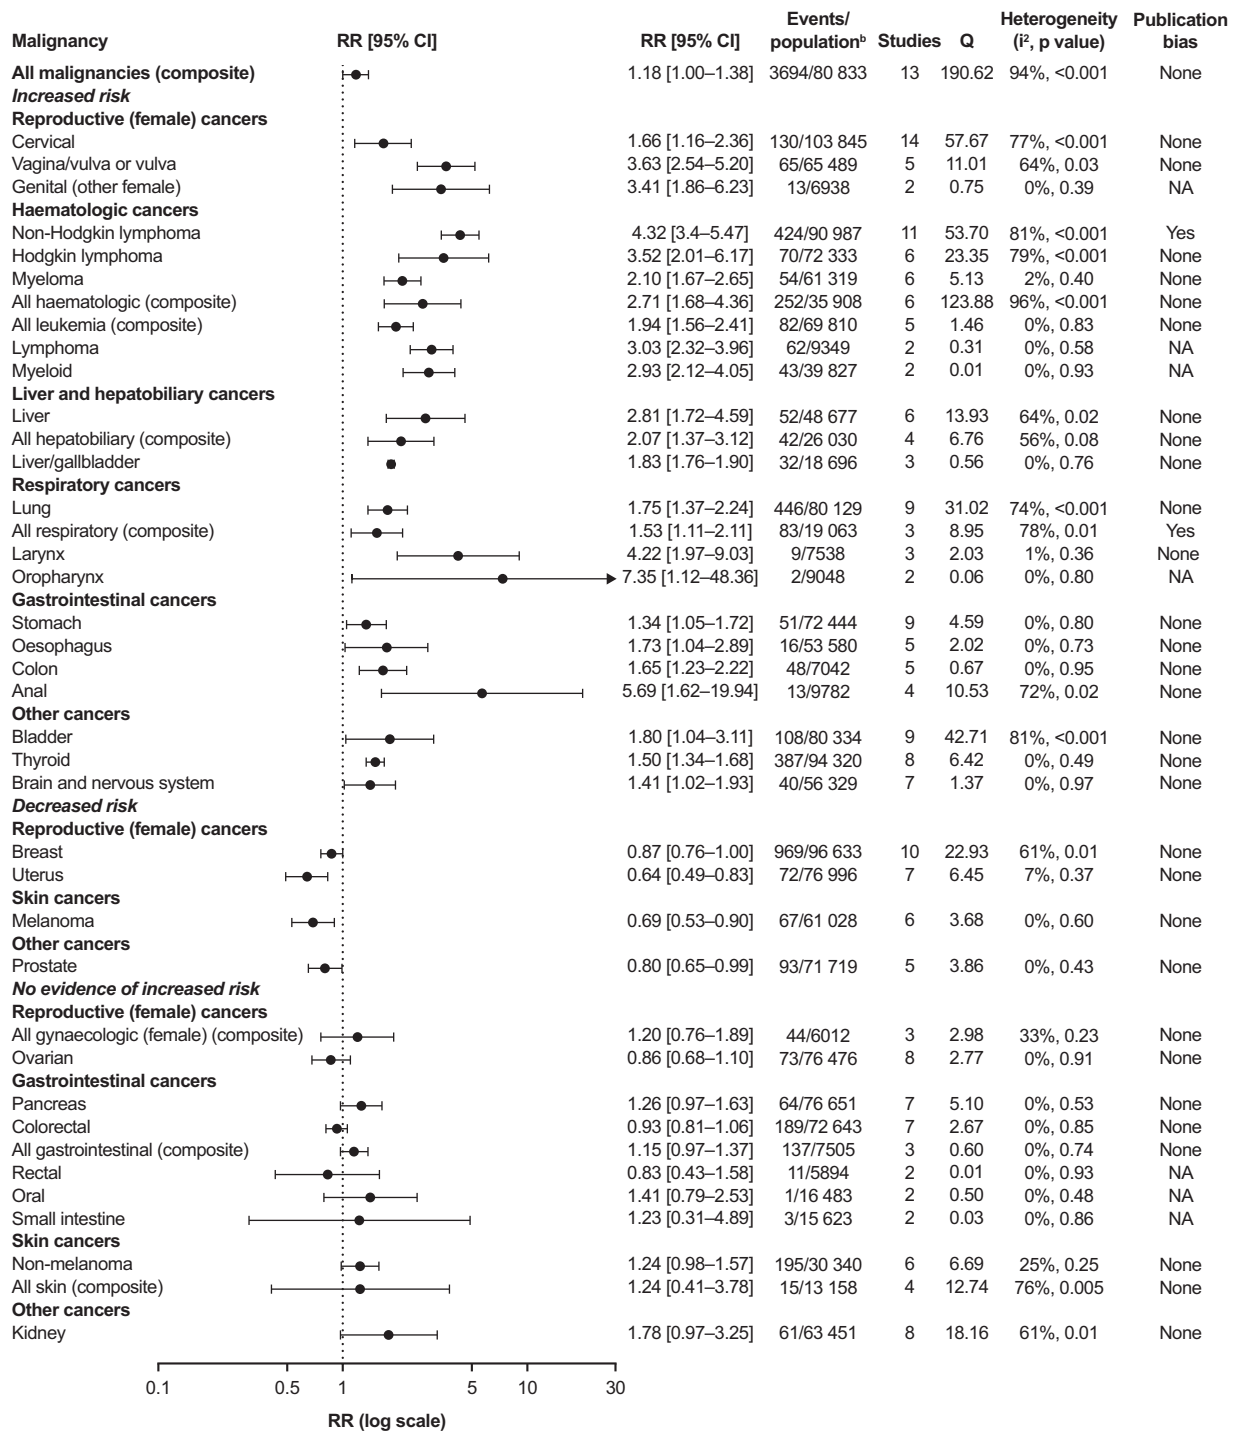 Malignancy RR [95% CI] RR [95% CI] Events/ populationᵇ Studies Q Heterogeneity (i², p value) Publication bias
All malignancies (composite) 1.18 [1.00–1.38] 3694/80 833 13 190.62 94%, <0.001 None
Increased risk
Reproductive (female) cancers
Cervical 1.66 [1.16–2.36] 130/103 845 14 57.67 77%, <0.001 None
Vagina/vulva or vulva 3.63 [2.54–5.20] 65/65 489 5 11.01 64%, 0.03 None
Genital (other female) 3.41 [1.86–6.23] 13/6938 2 0.75 0%, 0.39 NA
Haematologic cancers
Non-Hodgkin lymphoma 4.32 [3.4–5.47] 424/90 987 11 53.70 81%, <0.001 Yes
Hodgkin lymphoma 3.52 [2.01–6.17] 70/72 333 6 23.35 79%, <0.001 None
Myeloma 2.10 [1.67–2.65] 54/61 319 6 5.13 2%, 0.40 None
All haematologic (composite) 2.71 [1.68–4.36] 252/35 908 6 123.88 96%, <0.001 None
All leukemia (composite) 1.94 [1.56–2.41] 82/69 810 5 1.46 0%, 0.83 None
Lymphoma 3.03 [2.32–3.96] 62/9349 2 0.31 0%, 0.58 NA
Myeloid 2.93 [2.12–4.05] 43/39 827 2 0.01 0%, 0.93 NA
Liver and hepatobiliary cancers
Liver 2.81 [1.72–4.59] 52/48 677 6 13.93 64%, 0.02 None
All hepatobiliary (composite) 2.07 [1.37–3.12] 42/26 030 4 6.76 56%, 0.08 None
Liver/gallbladder 1.83 [1.76–1.90] 32/18 696 3 0.56 0%, 0.76 None
Respiratory cancers
Lung 1.75 [1.37–2.24] 446/80 129 9 31.02 74%, <0.001 None
All respiratory (composite) 1.53 [1.11–2.11] 83/19 063 3 8.95 78%, 0.01 Yes
Larynx 4.22 [1.97–9.03] 9/7538 3 2.03 1%, 0.36 None
Oropharynx 7.35 [1.12–48.36] 2/9048 2 0.06 0%, 0.80 NA
Gastrointestinal cancers
Stomach 1.34 [1.05–1.72] 51/72 444 9 4.59 0%, 0.80 None
Oesophagus 1.73 [1.04–2.89] 16/53 580 5 2.02 0%, 0.73 None
Colon 1.65 [1.23–2.22] 48/7042 5 0.67 0%, 0.95 None
Anal 5.69 [1.62–19.94] 13/9782 4 10.53 72%, 0.02 None
Other cancers
Bladder 1.80 [1.04–3.11] 108/80 334 9 42.71 81%, <0.001 None
Thyroid 1.50 [1.34–1.68] 387/94 320 8 6.42 0%, 0.49 None
Brain and nervous system 1.41 [1.02–1.93] 40/56 329 7 1.37 0%, 0.97 None
Decreased risk
Reproductive (female) cancers
Breast 0.87 [0.76–1.00] 969/96 633 10 22.93 61%, 0.01 None
Uterus 0.64 [0.49–0.83] 72/76 996 7 6.45 7%, 0.37 None
Skin cancers
Melanoma 0.69 [0.53–0.90] 67/61 028 6 3.68 0%, 0.60 None
Other cancers
Prostate 0.80 [0.65–0.99] 93/71 719 5 3.86 0%, 0.43 None
No evidence of increased risk
Reproductive (female) cancers
All gynaecologic (female) (composite) 1.20 [0.76–1.89] 44/6012 3 2.98 33%, 0.23 None
Ovarian 0.86 [0.68–1.10] 73/76 476 8 2.77 0%, 0.91 None
Gastrointestinal cancers
Pancreas 1.26 [0.97–1.63] 64/76 651 7 5.10 0%, 0.53 None
Colorectal 0.93 [0.81–1.06] 189/72 643 7 2.67 0%, 0.85 None
All gastrointestinal (composite) 1.15 [0.97–1.37] 137/7505 3 0.60 0%, 0.74 None
Rectal 0.83 [0.43–1.58] 11/5894 2 0.01 0%, 0.93 NA
Oral 1.41 [0.79–2.53] 1/16 483 2 0.50 0%, 0.48 NA
Small intestine 1.23 [0.31–4.89] 3/15 623 2 0.03 0%, 0.86 NA
Skin cancers
Non-melanoma 1.24 [0.98–1.57] 195/30 340 6 6.69 25%, 0.25 None
All skin (composite) 1.24 [0.41–3.78] 15/13 158 4 12.74 76%, 0.005 None
Other cancers
Kidney 1.78 [0.97–3.25] 61/63 451 8 18.16 61%, 0.01 None
0.1 0.5 1 5 10 30
RR (log scale)